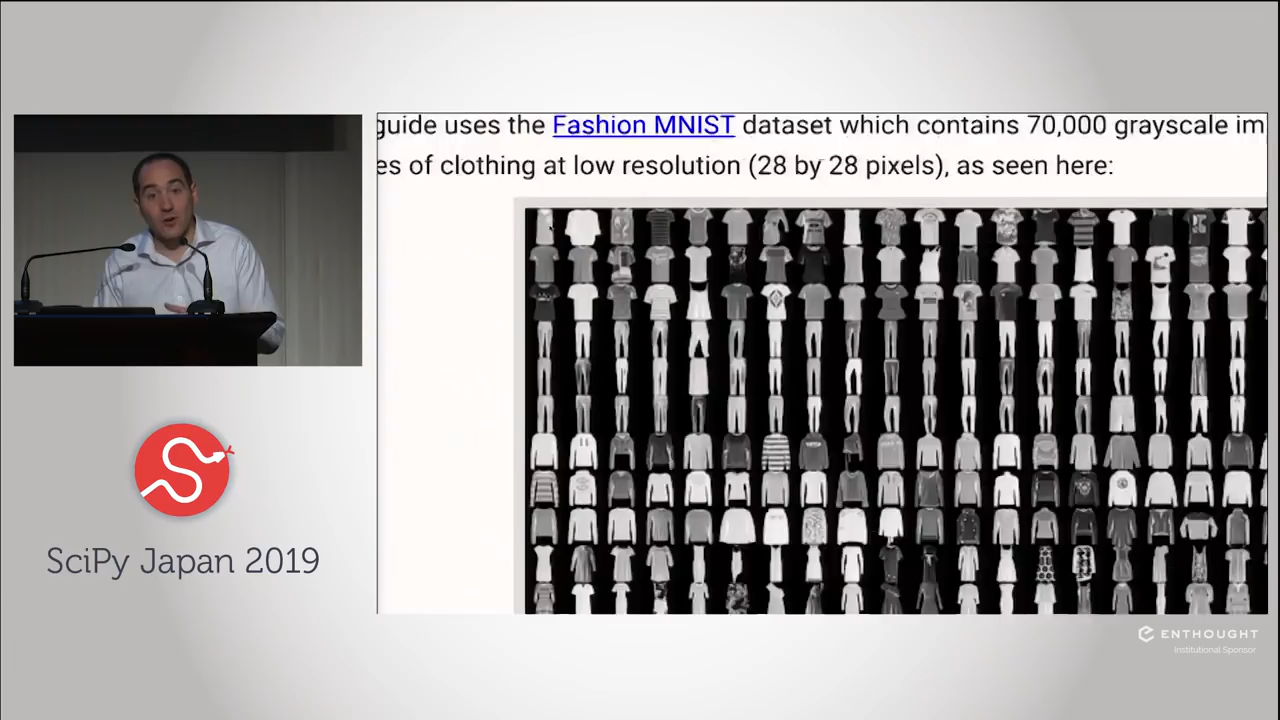 guide uses the Fashion MNIST dataset which contains 70,000 grayscale im
es of clothing at low resolution (28 by 28 pixels), as seen here:
SciPy Japan 2019
ENTHOUGHT
Institutional Sponsor